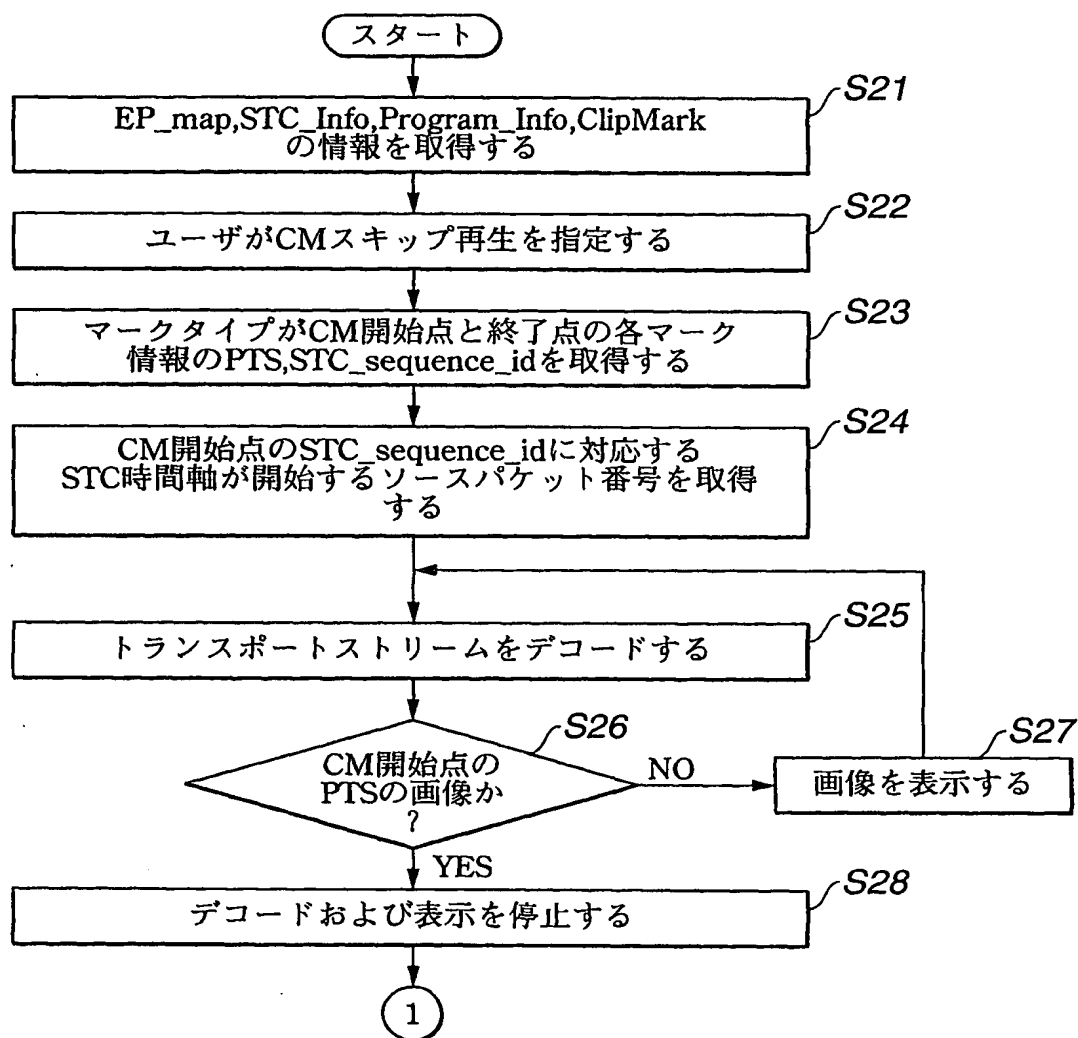 スタート
S21
EP_map,STC_Info,Program_Info,ClipMark
の情報を取得する
S22
ユーザがCMスキップ再生を指定する
S23
マークタイプがCM開始点と終了点の各マーク
情報のPTS,STC_sequence_idを取得する
S24
CM開始点のSTC_sequence_idに対応する
STC時間軸が開始するソースパケット番号を取得
する
S25
トランスポートストリームをデコードする
S26
CM開始点の
PTSの画像か
?
NO
S27
画像を表示する
YES
S28
デコードおよび表示を停止する
1